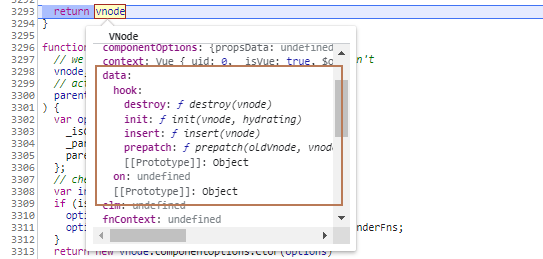 3293 return vnode
3294 }
3295
3296 function
3297 // we 't
3298 vnode
3299 // act
3300 parent
3301 ) {
3302 var op
3303 _isC
3304 _par
3305 pare
3306 };
3307 // che
3308 var in
3309 if (is
3310 opti
3311 opti nderFns;
3312 }
3313 return new vnode.componentOptions.Ctor(options)
VNode
componentOptions: {propsData: undefined
context: Vue {_uid: 0, _isVue: true, $o
data:
hook:
destroy: ƒ destroy(vnode)
init: ƒ init(vnode, hydrating)
insert: ƒ insert(vnode)
prepatch: ƒ prepatch(oldVnode, vnode
[[Prototype]]: Object
on: undefined
[[Prototype]]: Object
elm: undefined
fnContext: undefined